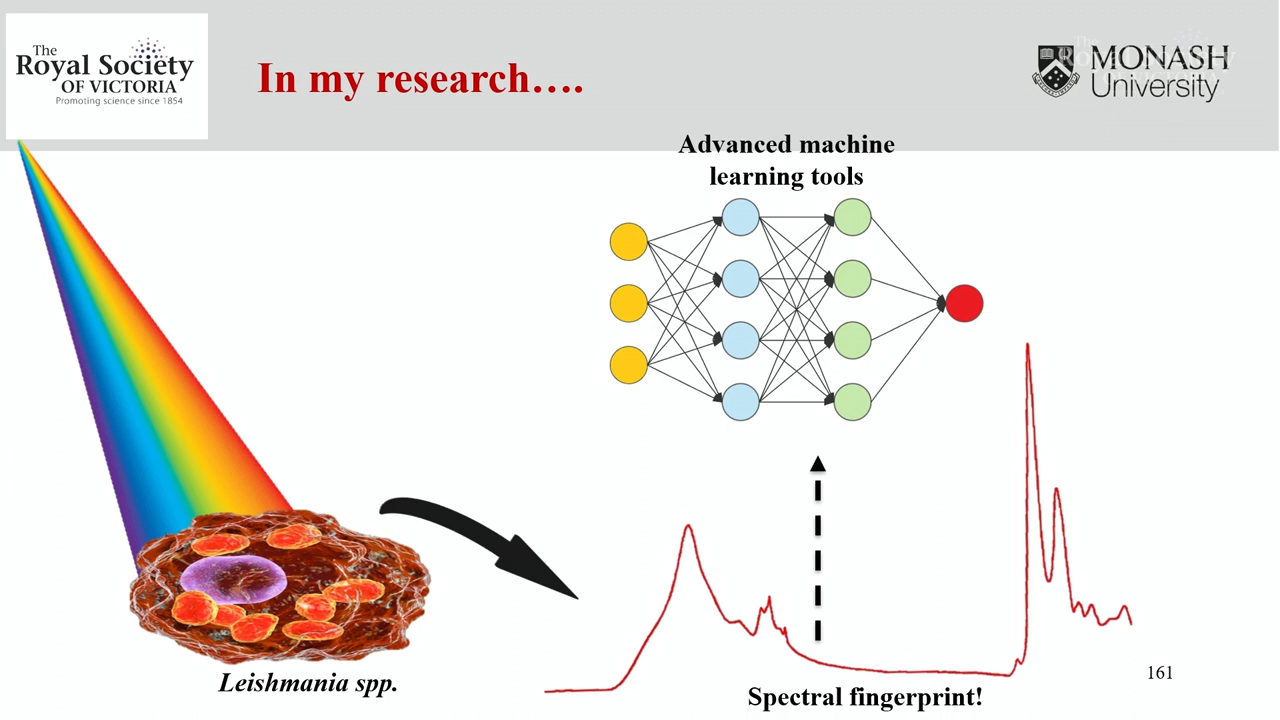 The
Royal Society
OF VICTORIA
Promoting science since 1854
In my research….
MONASH
University
Advanced machine
learning tools
Leishmania spp.
Spectral fingerprint!
161